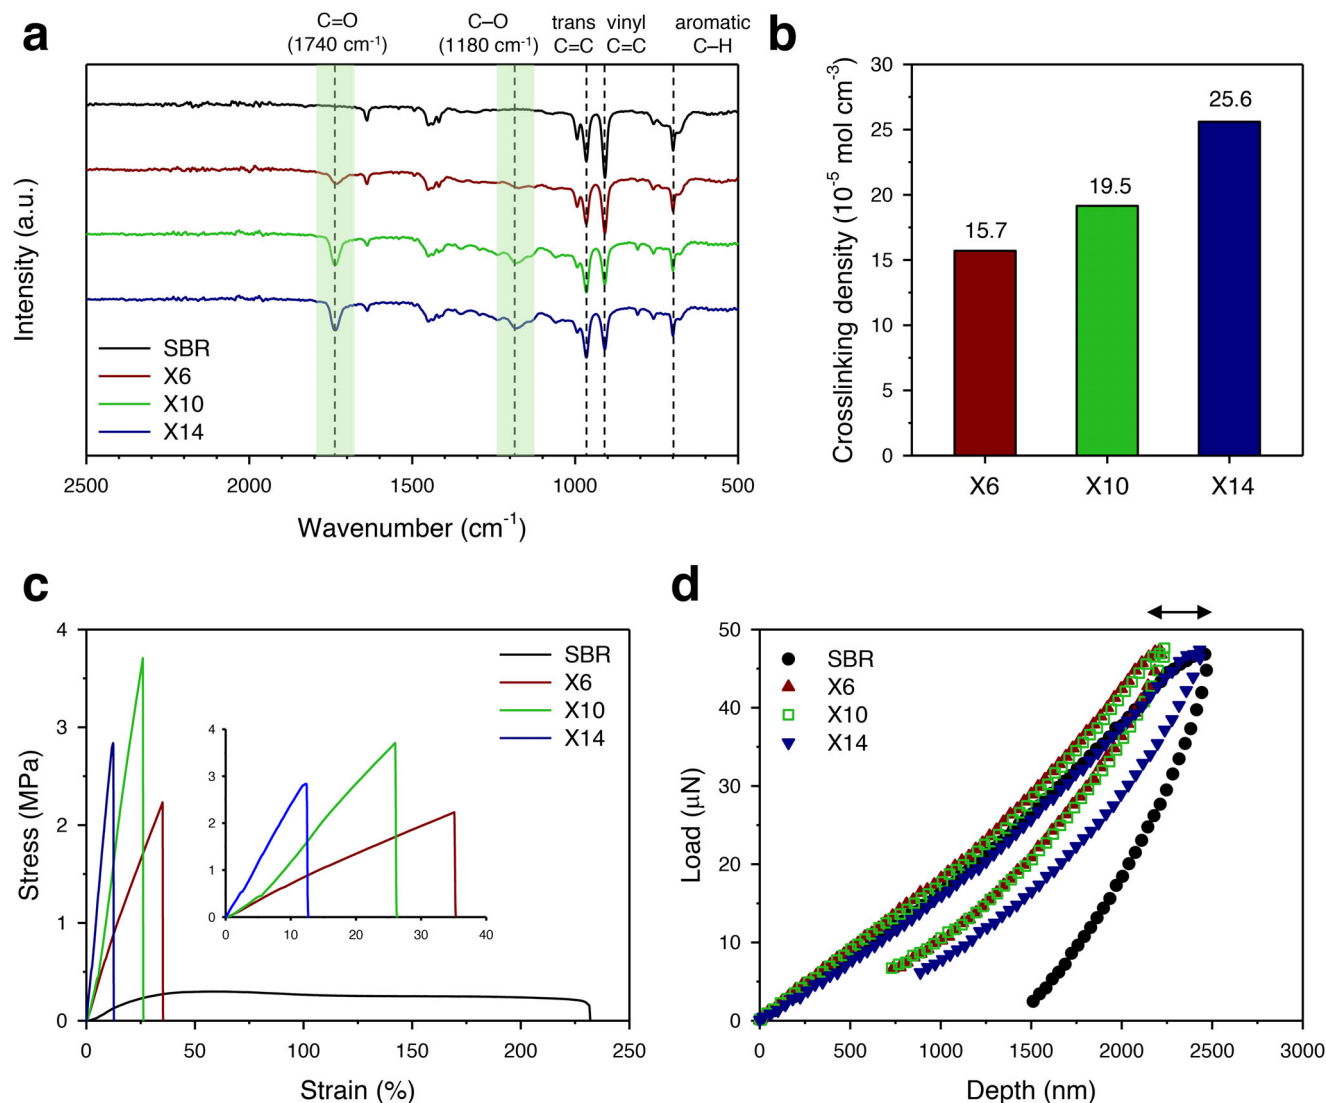 a
C=O
(1740 cm⁻¹)
C–O
(1180 cm⁻¹)
trans
C=C
vinyl
C=C
aromatic
C–H
Intensity (a.u.)
SBR
X6
X10
X14
2500
2000
1500
1000
500
Wavenumber (cm⁻¹)
b
Crosslinking density (10⁻⁵ mol cm⁻³)
30
25
20
15
10
5
0
15.7
19.5
25.6
X6
X10
X14
c
Stress (MPa)
4
3
2
1
0
SBR
X6
X10
X14
4
3
2
1
0
0
10
20
30
40
0
50
100
150
200
250
Strain (%)
d
Load (μN)
50
40
30
20
10
0
SBR
X6
X10
X14
0
500
1000
1500
2000
2500
3000
Depth (nm)